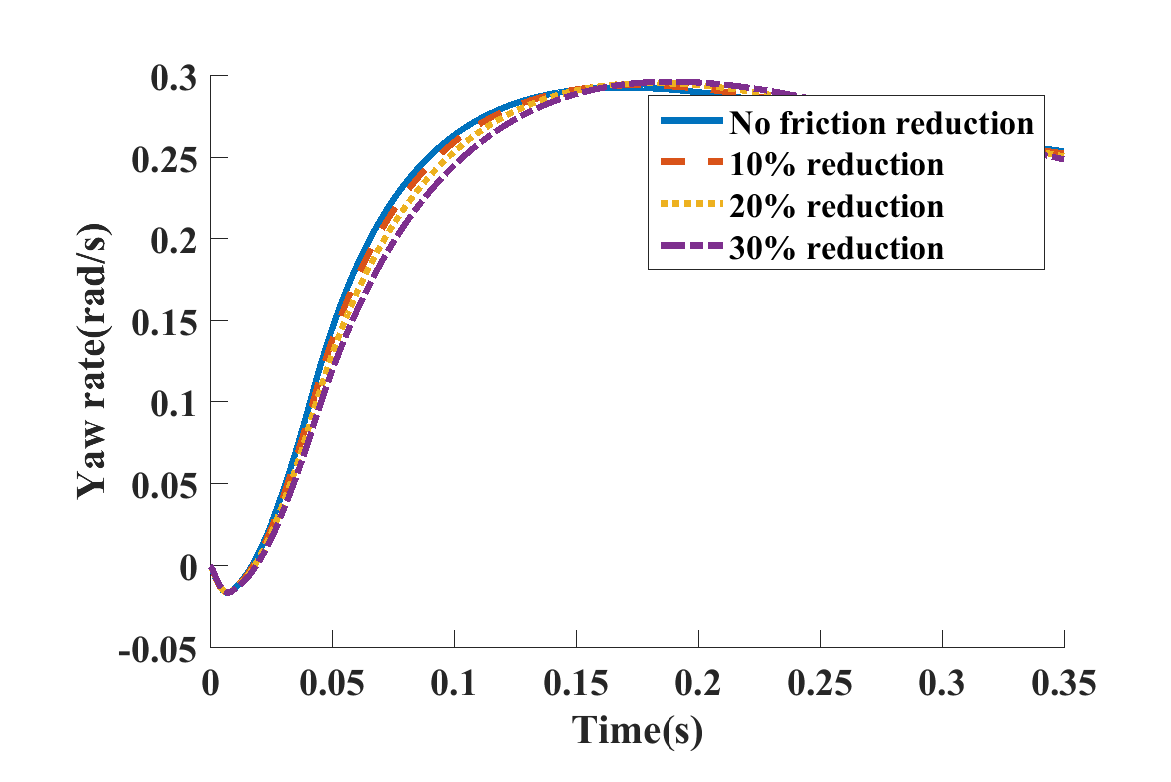 Yaw rate(rad/s)
0.3
0.25
0.2
0.15
0.1
0.05
0
-0.05
No friction reduction
10% reduction
20% reduction
30% reduction
0 0.05 0.1 0.15 0.2 0.25 0.3 0.35
Time(s)